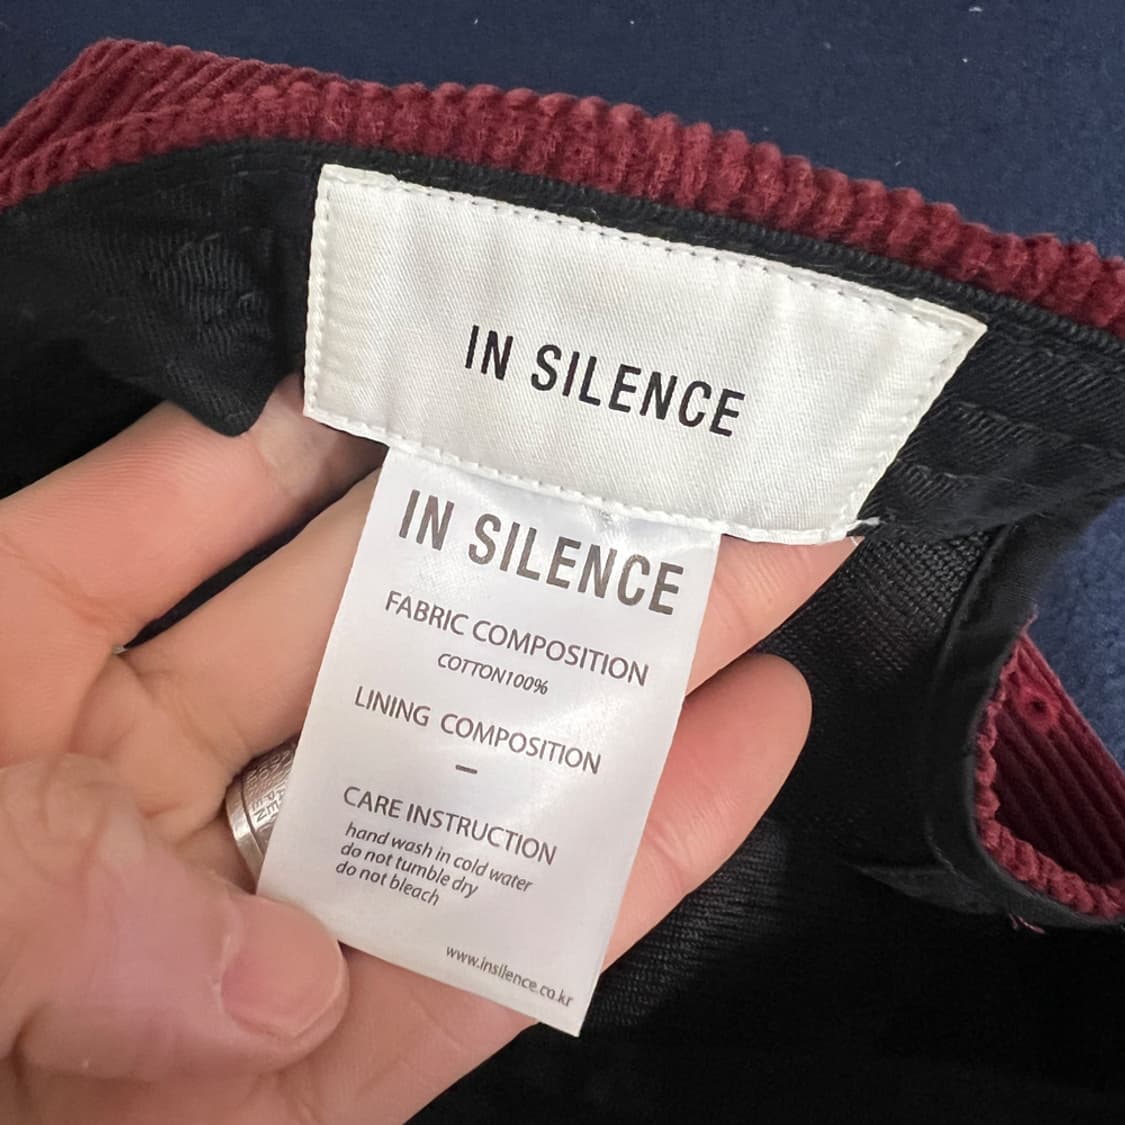 IN SILENCE
IN SILENCE
FABRIC COMPOSITION
COTTON100%
LINING COMPOSITION
–
CARE INSTRUCTION
hand wash in cold water
do not tumble dry
do not bleach
www.insilence.co.kr